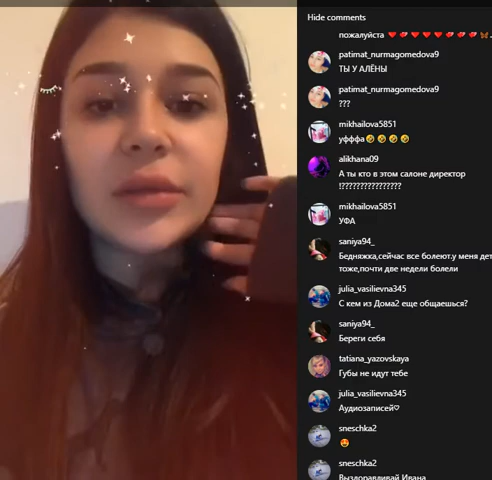 Hide comments
пожалуйста ❤️💋❤️❤️❤️💋💋💋🦋.
patimat_nurmagomedova9
ТЫ У АЛЁНЫ
patimat_nurmagomedova9
???
mikhailova5851
уффффа🤣🤣🤣🤣
alikhana09
А ты кто в этом салоне директор
!????????????????
mikhailova5851
УФА
saniya94_
Бедняжка,сейчас все болеют.у меня дет
тоже,почти две недели болели
julia_vasilievna345
С кем из Дома2 еще общаешься?
saniya94_
Береги себя
tatiana_yazovskaya
Губы не идут тебе
julia_vasilievna345
Аудиозаписей♡
sneschka2
😍
sneschka2
Выздоравливай Ивана